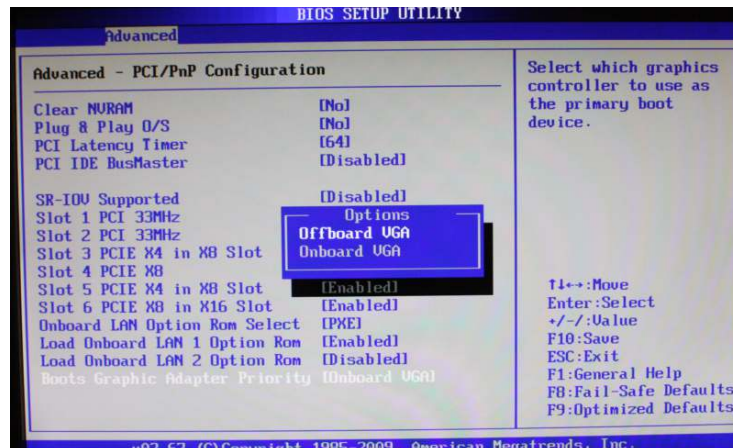 BIOS SETUP UTILITY
Advanced
Advanced - PCI/PnP Configuration
Clear NVRAM [No]
Plug & Play O/S [No]
PCI Latency Timer [64]
PCI IDE BusMaster [Disabled]
SR-IOV Supported [Disabled]
Slot 1 PCI 33MHz
Slot 2 PCI 33MHz
Slot 3 PCIE X4 in X8 Slot
Slot 4 PCIE X8
Slot 5 PCIE X4 in X8 Slot [Enabled]
Slot 6 PCIE X8 in X16 Slot [Enabled]
Onboard LAN Option Rom Select [PXE]
Load Onboard LAN 1 Option Rom [Enabled]
Load Onboard LAN 2 Option Rom [Disabled]
Boots Graphic Adapter Priority [Onboard VGA]
Options
Offboard VGA
Onboard VGA
Select which graphics
controller to use as
the primary boot
device.
↑↓←→:Move
Enter:Select
+/-/:Value
F10:Save
ESC:Exit
F1:General Help
F8:Fail-Safe Defaults
F9:Optimized Defaults
(C)Copyright 1985-2009, American Megatrends, Inc.